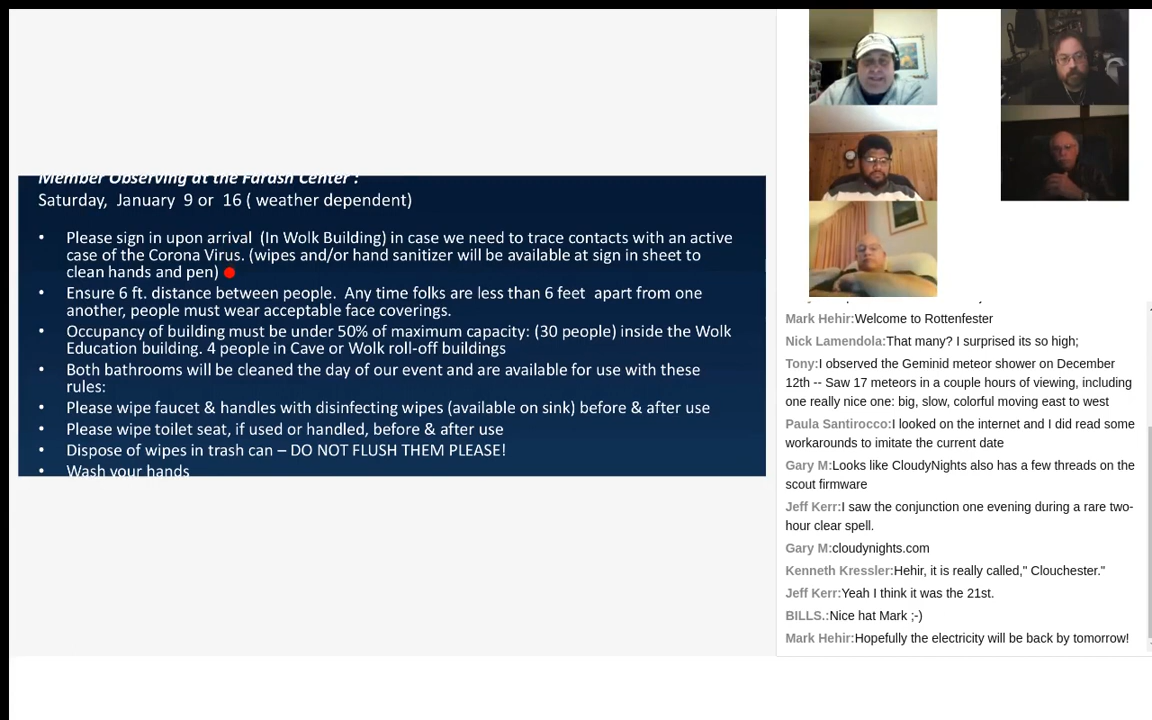 Member Observing at the Farash Center :
Saturday, January 9 or 16 ( weather dependent)
• Please sign in upon arrival (In Wolk Building) in case we need to trace contacts with an active
case of the Corona Virus. (wipes and/or hand sanitizer will be available at sign in sheet to
clean hands and pen)
• Ensure 6 ft. distance between people. Any time folks are less than 6 feet apart from one
another, people must wear acceptable face coverings.
• Occupancy of building must be under 50% of maximum capacity: (30 people) inside the Wolk
Education building. 4 people in Cave or Wolk roll-off buildings
• Both bathrooms will be cleaned the day of our event and are available for use with these
rules:
• Please wipe faucet & handles with disinfecting wipes (available on sink) before & after use
• Please wipe toilet seat, if used or handled, before & after use
• Dispose of wipes in trash can – DO NOT FLUSH THEM PLEASE!
• Wash your hands
Mark Hehir:Welcome to Rottenfester
Nick Lamendola:That many? I surprised its so high;
Tony:I observed the Geminid meteor shower on December
12th -- Saw 17 meteors in a couple hours of viewing, including
one really nice one: big, slow, colorful moving east to west
Paula Santirocco:I looked on the internet and I did read some
workarounds to imitate the current date
Gary M:Looks like CloudyNights also has a few threads on the
scout firmware
Jeff Kerr:I saw the conjunction one evening during a rare two-
hour clear spell.
Gary M:cloudynights.com
Kenneth Kressler:Hehir, it is really called," Clouchester."
Jeff Kerr:Yeah I think it was the 21st.
BILLS.:Nice hat Mark ;-)
Mark Hehir:Hopefully the electricity will be back by tomorrow!